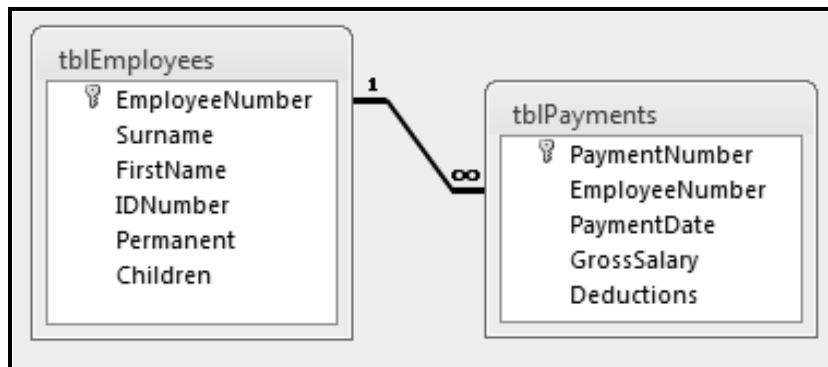 tblEmployees
EmployeeNumber
Surname
FirstName
IDNumber
Permanent
Children
1
∞
tblPayments
PaymentNumber
EmployeeNumber
PaymentDate
GrossSalary
Deductions